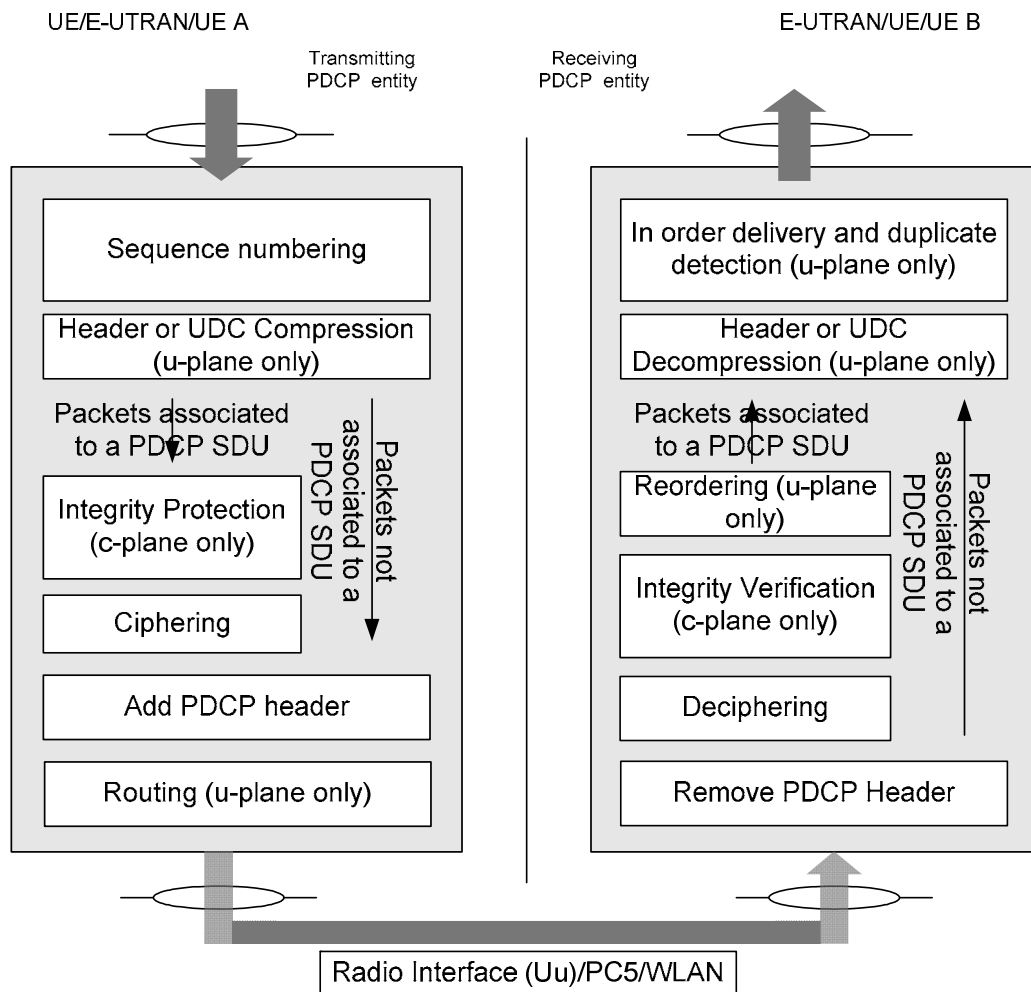 UE/E-UTRAN/UE A
E-UTRAN/UE/UE B
Transmitting
PDCP entity
Receiving
PDCP entity
Sequence numbering
Header or UDC Compression
(u-plane only)
Packets associated
to a PDCP SDU
Packets not
associated to a
PDCP SDU
Integrity Protection
(c-plane only)
Ciphering
Add PDCP header
Routing (u-plane only)
In order delivery and duplicate
detection (u-plane only)
Header or UDC
Decompression (u-plane only)
Packets associated
to a PDCP SDU
Packets not
associated to a
PDCP SDU
Reordering (u-plane
only)
Integrity Verification
(c-plane only)
Deciphering
Remove PDCP Header
Radio Interface (Uu)/PC5/WLAN